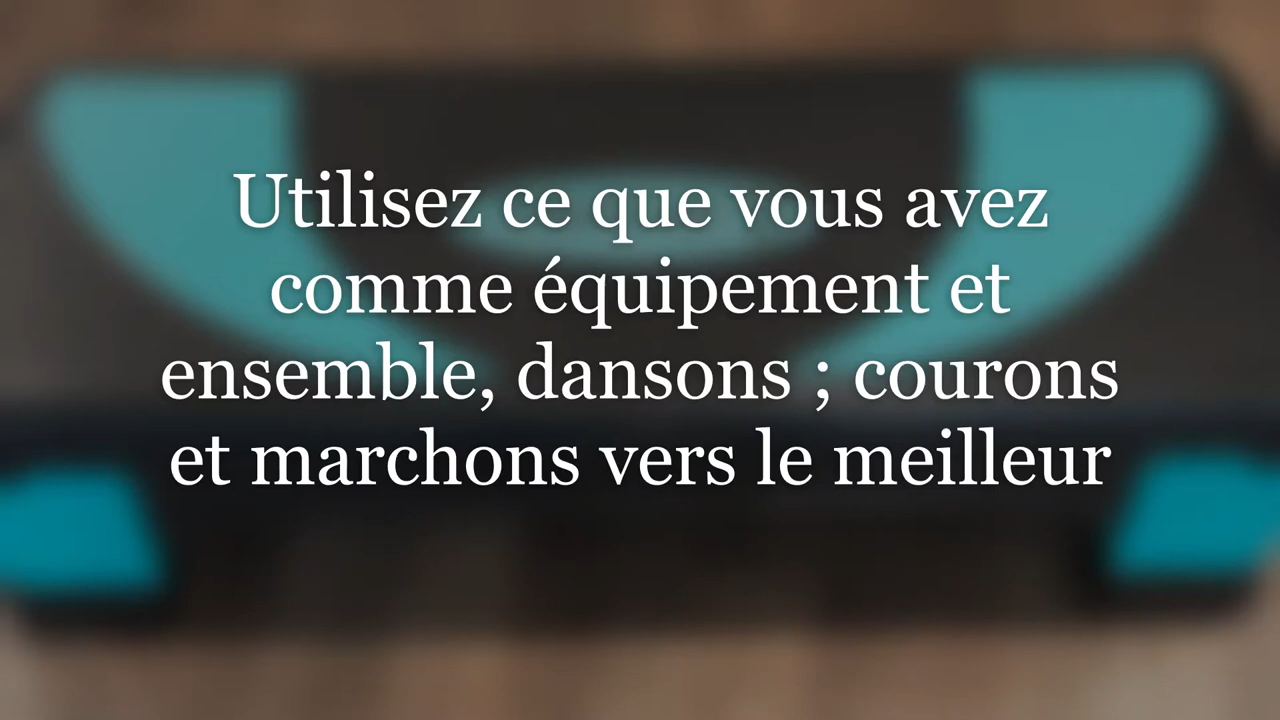 Utilisez ce que vous avez
comme équipement et
ensemble, dansons ; courons
et marchons vers le meilleur